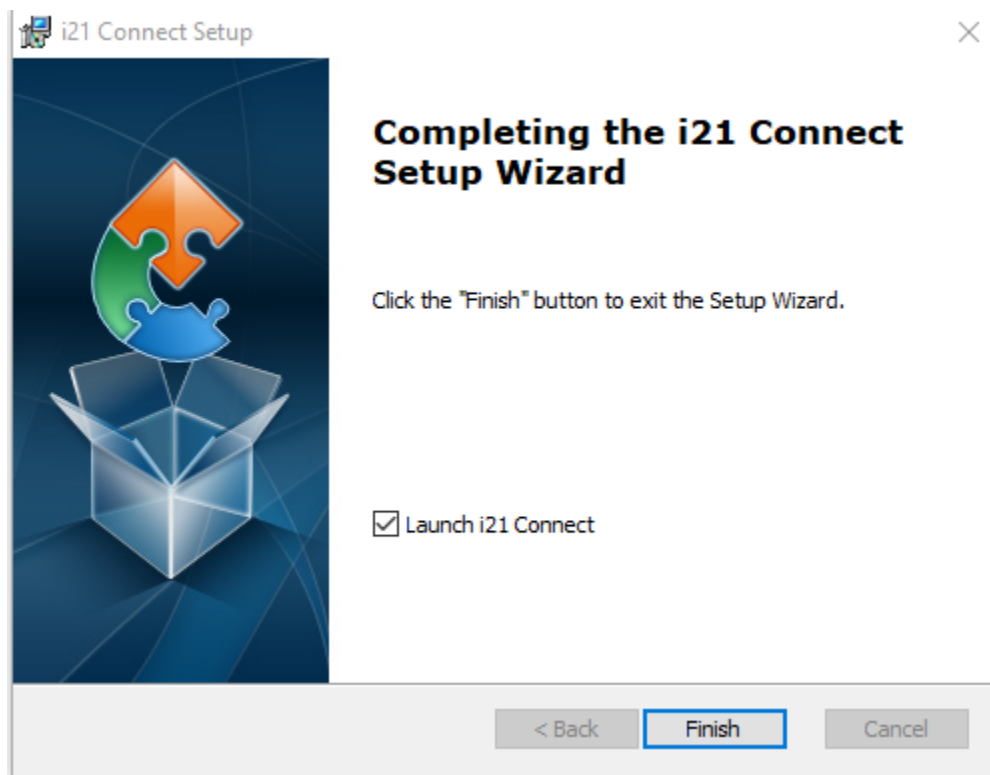 i21 Connect Setup
Completing the i21 Connect
Setup Wizard
Click the "Finish" button to exit the Setup Wizard.
Launch i21 Connect
< Back
Finish
Cancel